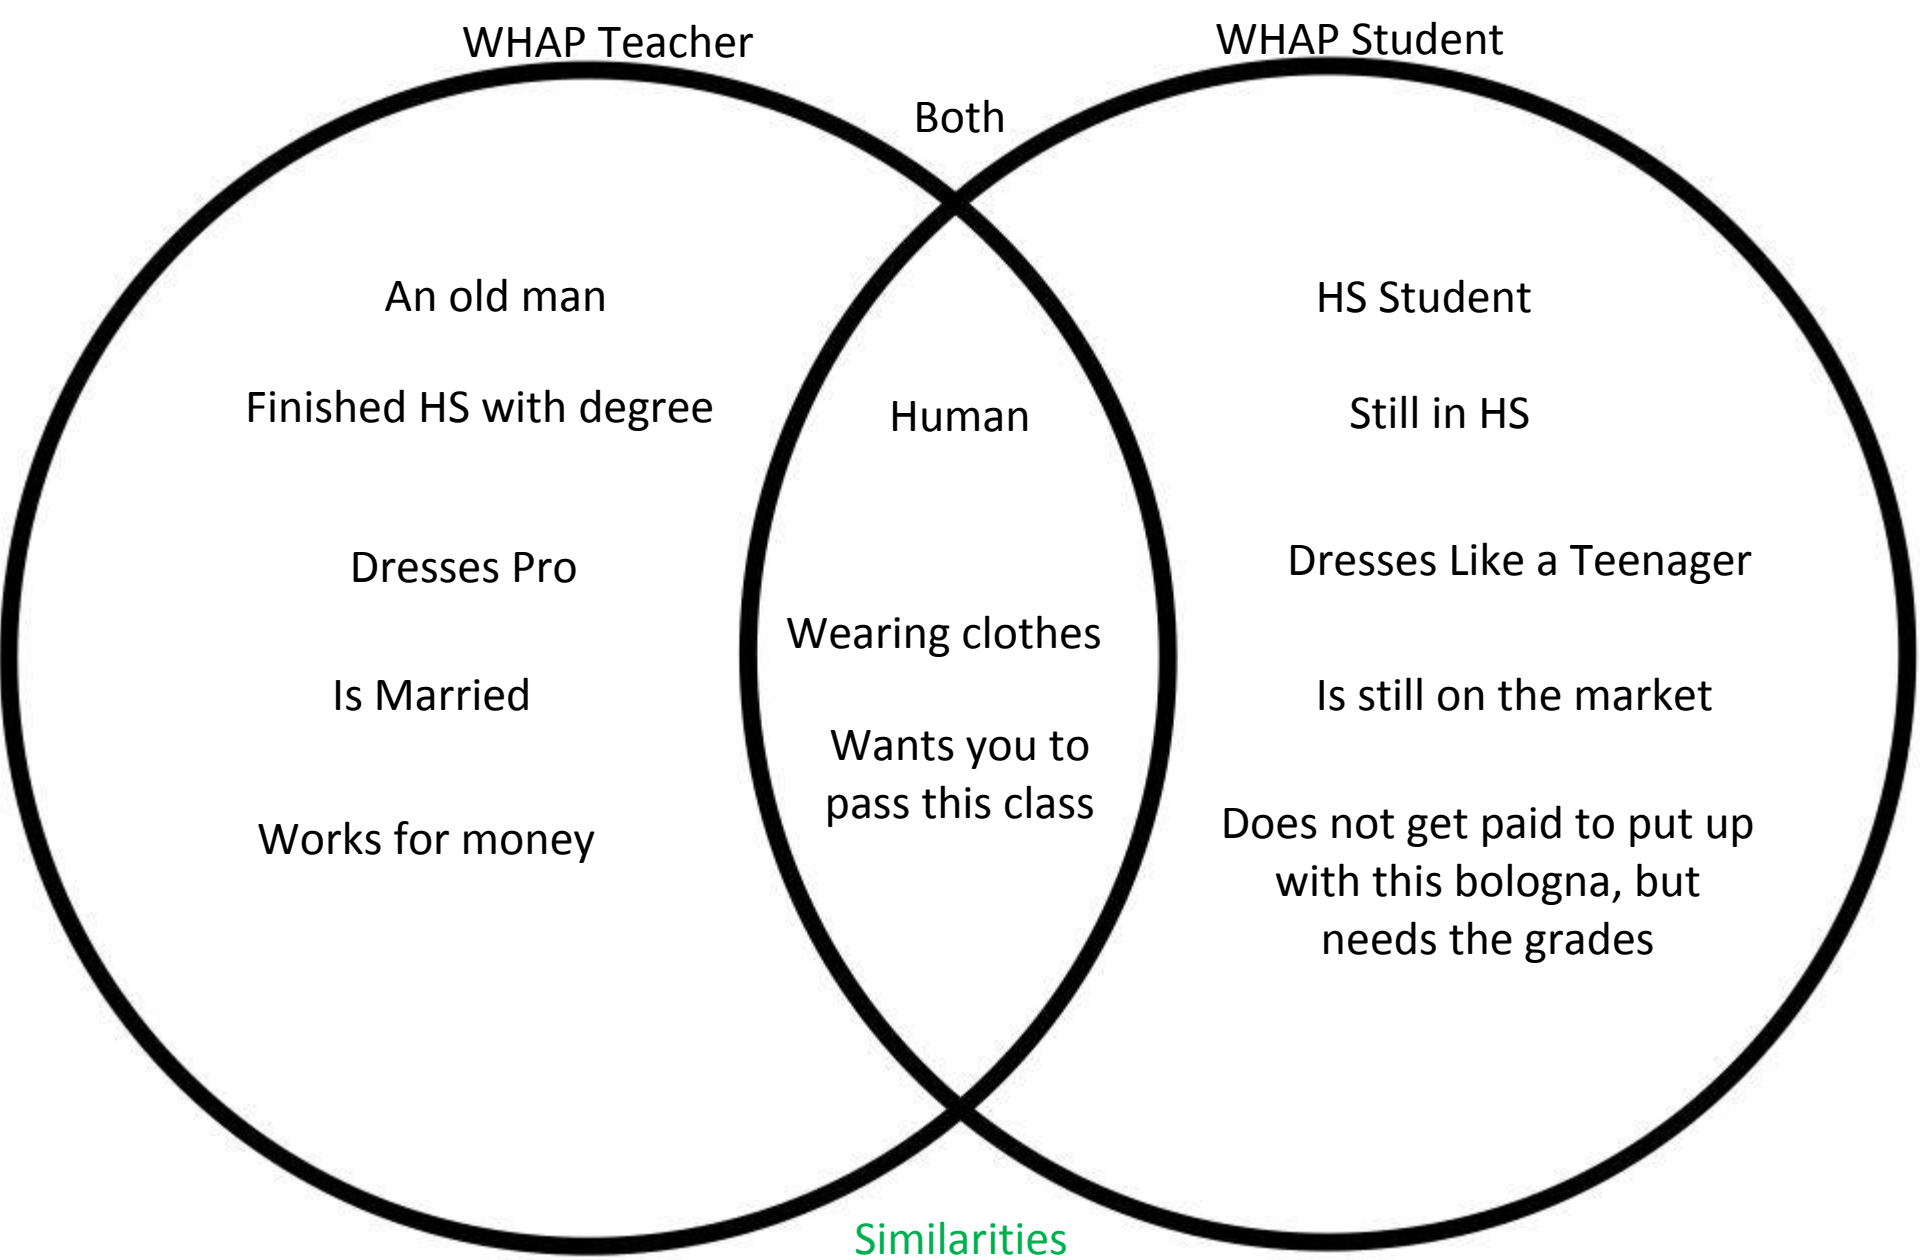 WHAP Teacher
WHAP Student
Both
An old man
Finished HS with degree
Dresses Pro
Is Married
Works for money
Human
Wearing clothes
Wants you to
pass this class
HS Student
Still in HS
Dresses Like a Teenager
Is still on the market
Does not get paid to put up
with this bologna, but
needs the grades
Similarities